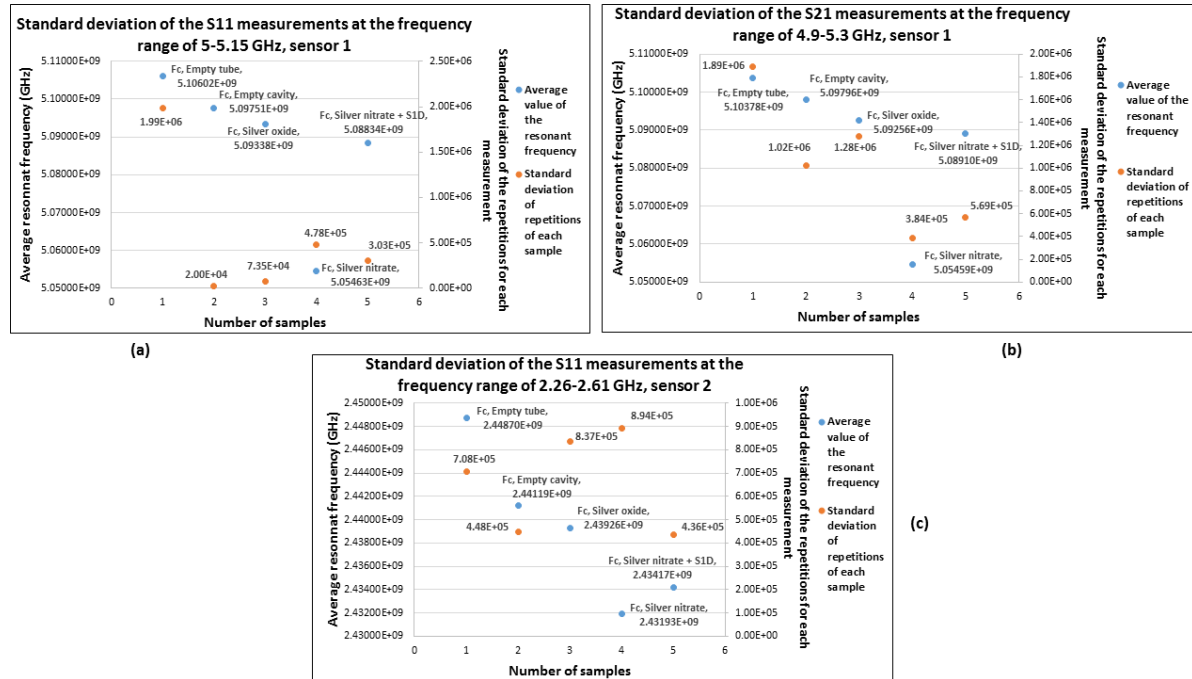 Standard deviation of the S11 measurements at the frequency
range of 5-5.15 GHz, sensor 1
Average resonnat frequency (GHz)
5.11000E+09
5.10000E+09
5.09000E+09
5.08000E+09
5.07000E+09
5.06000E+09
5.05000E+09
Fc, Empty tube,
5.10602E+09
Fc, Empty cavity,
5.09751E+09
1.99E+06
Fc, Silver oxide,
5.09338E+09
Fc, Silver nitrate + S1D,
5.08834E+09
4.78E+05
3.03E+05
2.00E+04
7.35E+04
Fc, Silver nitrate,
5.05463E+09
2.50E+06
2.00E+06
1.50E+06
1.00E+06
5.00E+05
0.00E+00
Standard deviation of the repetitions for each
measurement
0 1 2 3 4 5 6
Number of samples
Average
value of the
resonant
frequency
Standard
deviation of
repetitions
of each
sample
(a)
Standard deviation of the S21 measurements at the frequency
range of 4.9-5.3 GHz, sensor 1
Average resonnat frequency (GHz)
5.11000E+09
5.10000E+09
5.09000E+09
5.08000E+09
5.07000E+09
5.06000E+09
5.05000E+09
1.89E+06
Fc, Empty tube,
5.10378E+09
Fc, Empty cavity,
5.09796E+09
Fc, Silver oxide,
5.09256E+09
1.02E+06
1.28E+06
Fc, Silver nitrate + S1D,
5.08910E+09
3.84E+05
5.69E+05
Fc, Silver nitrate,
5.05459E+09
2.00E+06
1.80E+06
1.60E+06
1.40E+06
1.20E+06
1.00E+06
8.00E+05
6.00E+05
4.00E+05
2.00E+05
0.00E+00
Standard deviation of the repetitions for each
measurement
0 1 2 3 4 5 6
Number of samples
Average
value of the
resonant
frequency
Standard
deviation of
repetitions
of each
sample
(b)
Standard deviation of the S11 measurements at the
frequency range of 2.26-2.61 GHz, sensor 2
Average resonnat frequency (GHz)
2.45000E+09
2.44800E+09
2.44600E+09
2.44400E+09
2.44200E+09
2.44000E+09
2.43800E+09
2.43600E+09
2.43400E+09
2.43200E+09
2.43000E+09
Fc, Empty tube,
2.44870E+09
8.94E+05
8.37E+05
7.08E+05
Fc, Empty cavity,
2.44119E+09
4.48E+05
Fc, Silver oxide,
2.43926E+09
4.36E+05
Fc, Silver nitrate + S1D,
2.43417E+09
Fc, Silver nitrate,
2.43193E+09
1.00E+06
9.00E+05
8.00E+05
7.00E+05
6.00E+05
5.00E+05
4.00E+05
3.00E+05
2.00E+05
1.00E+05
0.00E+00
Standard deviation of the repetitions for each
measurement
0 1 2 3 4 5 6
Number of samples
Average
value of the
resonant
frequency
Standard
deviation of
repetitions
of each
sample
(c)